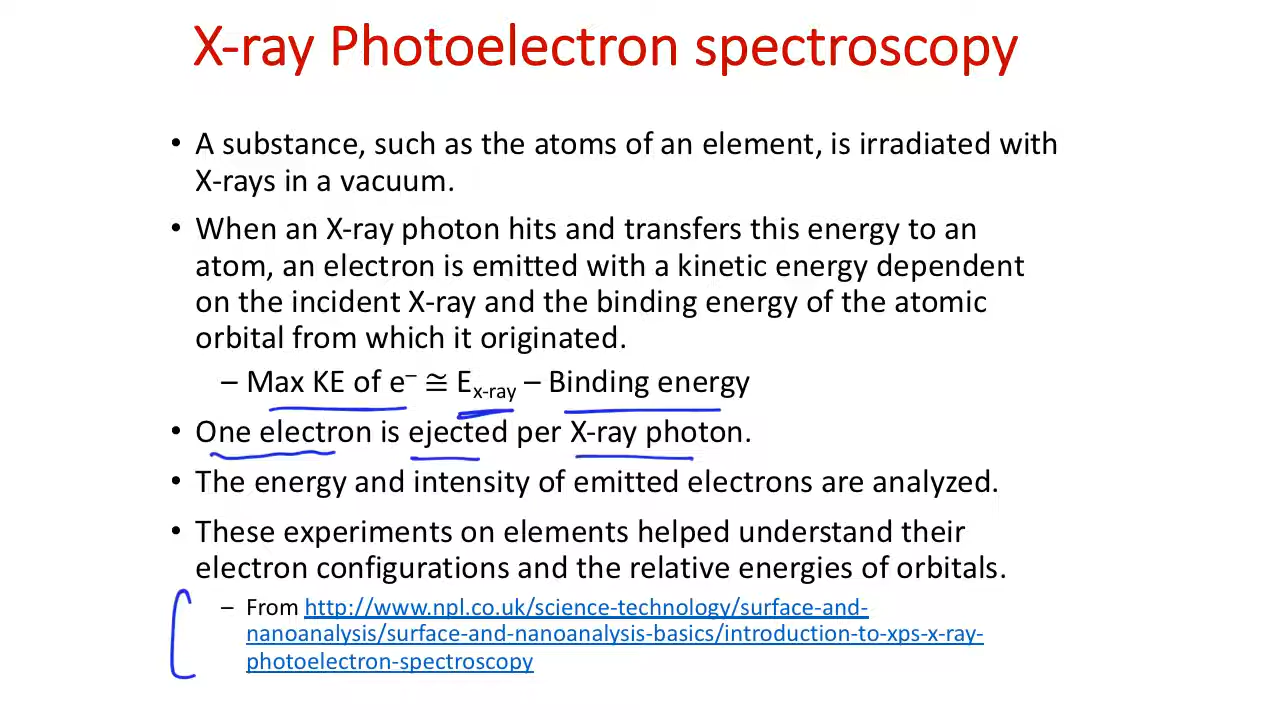 X-ray Photoelectron spectroscopy
• A substance, such as the atoms of an element, is irradiated with
X-rays in a vacuum.
• When an X-ray photon hits and transfers this energy to an
atom, an electron is emitted with a kinetic energy dependent
on the incident X-ray and the binding energy of the atomic
orbital from which it originated.
– Max KE of e⁻ ≅ Eₓ₋ᵣₐᵧ – Binding energy
• One electron is ejected per X-ray photon.
• The energy and intensity of emitted electrons are analyzed.
• These experiments on elements helped understand their
electron configurations and the relative energies of orbitals.
– From http://www.npl.co.uk/science-technology/surface-and-
nanoanalysis/surface-and-nanoanalysis-basics/introduction-to-xps-x-ray-
photoelectron-spectroscopy